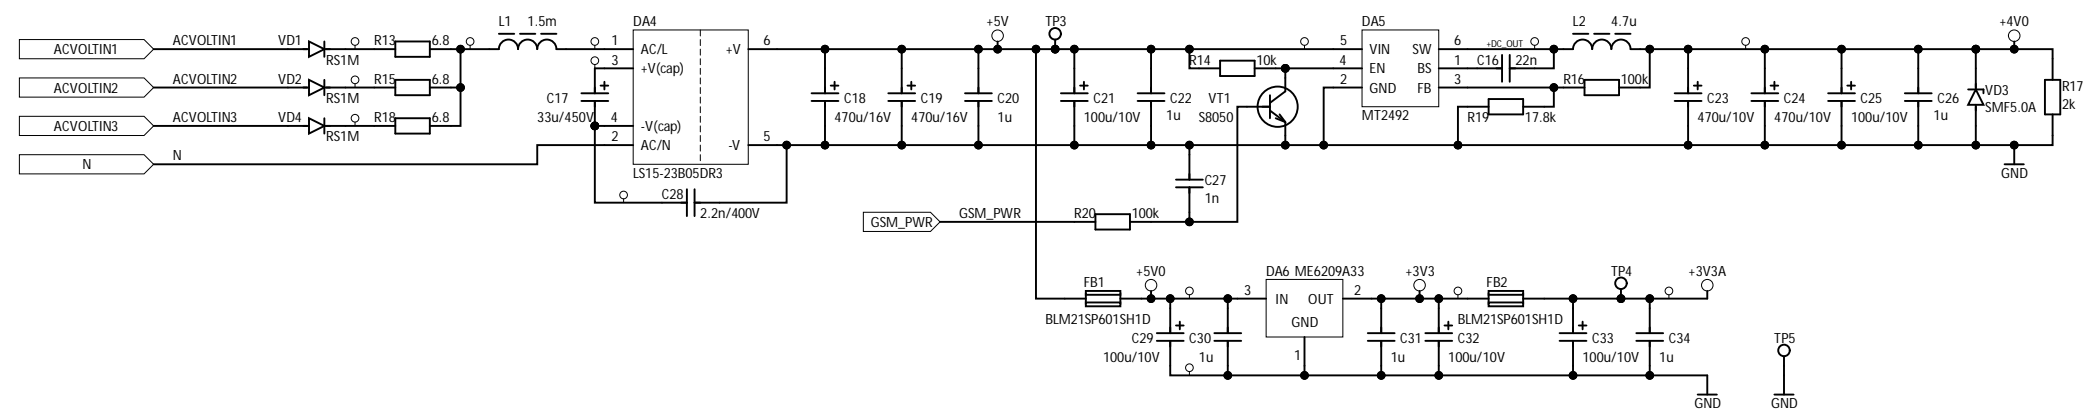 L1 1.5m DA4 +5V TP3 DA5 L2 4.7u +4V0
ACVOLTIN1 ACVOLTIN1 VD1 RS1M R13 6.8 1 AC/L +V 6
3 +V(cap)
ACVOLTIN2 ACVOLTIN2 VD2 RS1M R15 6.8
C17 33u/450V
ACVOLTIN3 ACVOLTIN3 VD4 RS1M R18 6.8 4 -V(cap)
N N 2 AC/N -V 5
LS15-23B05DR3
C28 2.2n/400V
C18 470u/16V
C19 470u/16V
C20 1u
C21 100u/10V
C22 1u
R14 10k
VT1 S8050
5 VIN SW 6
4 EN BS 1
2 GND FB 3
MT2492
+DC_OUT
C16 22n
R16 100k
R19 17.8k
C23 470u/10V
C24 470u/10V
C25 100u/10V
C26 1u
VD3 SMF5.0A
R17 2k
GND
C27 1n
GSM_PWR GSM_PWR R20 100k
FB1 +5V0 DA6 ME6209A33 +3V3 FB2 TP4 +3V3A
3 IN OUT 2
BLM21SP601SH1D GND BLM21SP601SH1D
1
C29 100u/10V
C30 1u
C31 1u
C32 100u/10V
C33 100u/10V
C34 1u
TP5
GND GND